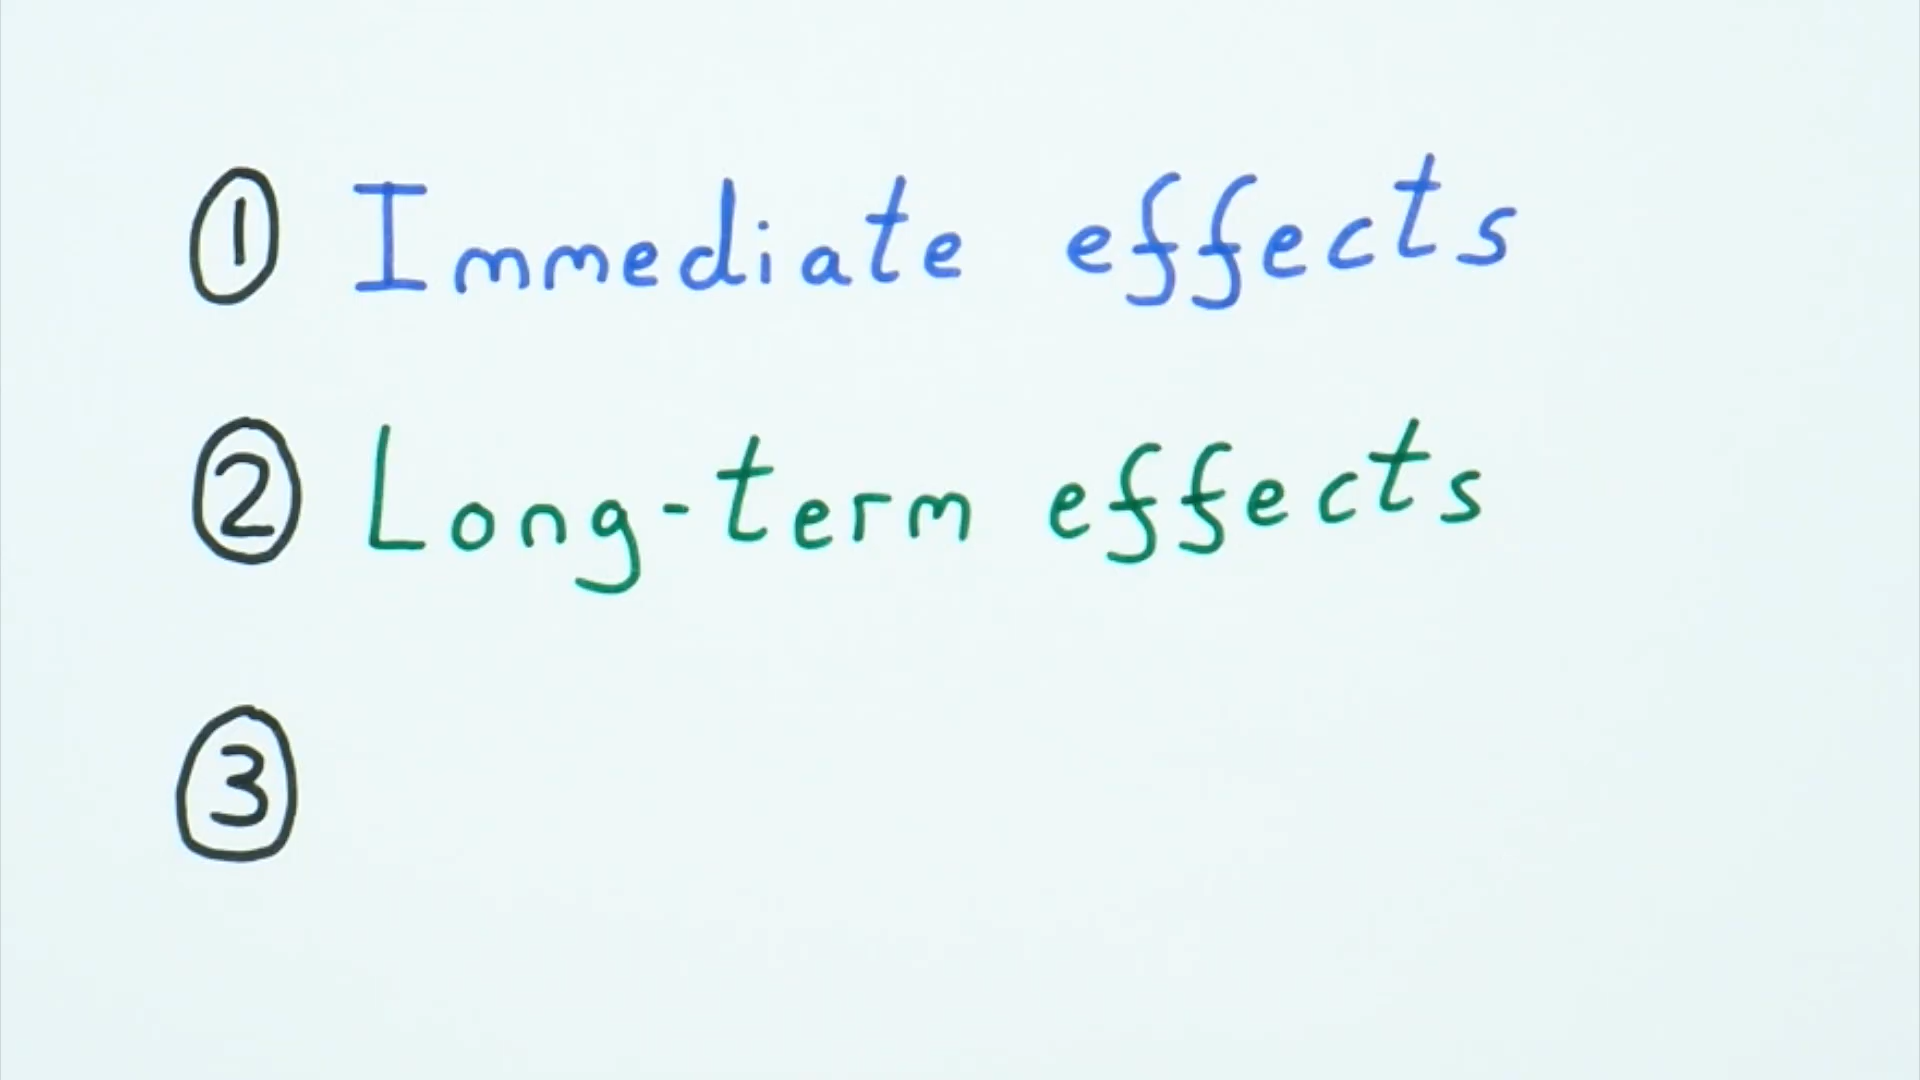 ① Immediate effects
② Long-term effects
③